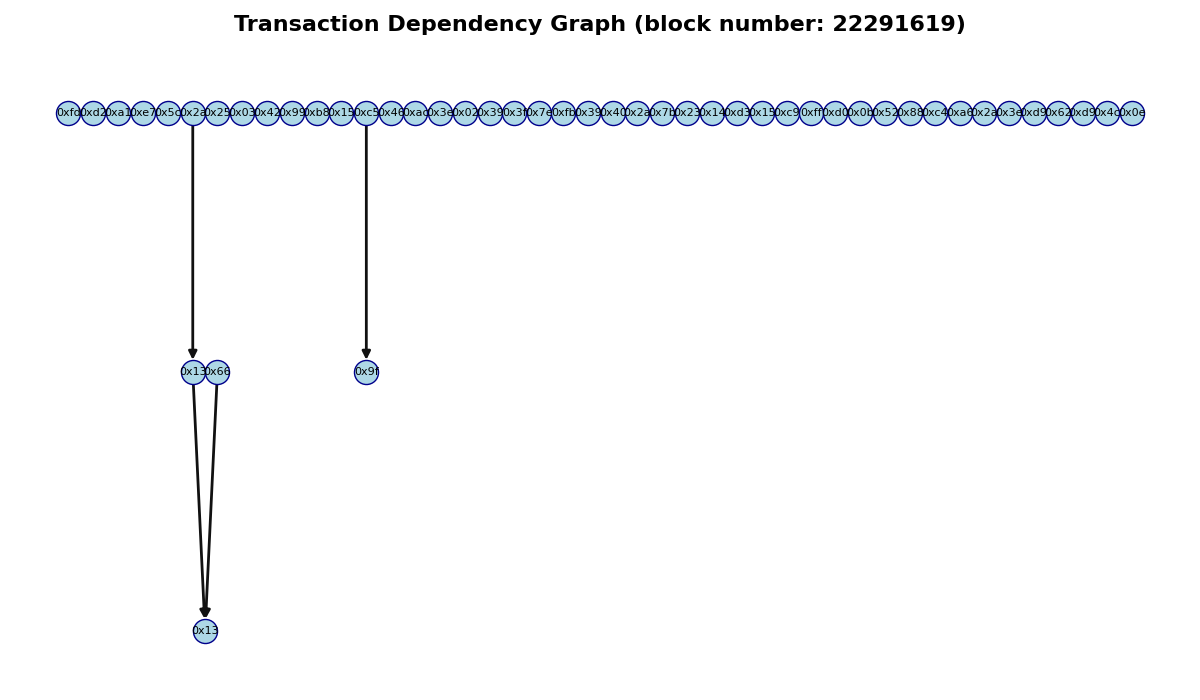 Transaction Dependency Graph (block number: 22291619)
0xfd 0xd2 0xa1 0xe7 0x5c 0x2a 0x25 0x03 0x42 0x99 0xb8 0x15 0xc5 0x46 0xac 0x3e 0x02 0x39 0x3f 0x7e 0xfb 0x39 0x40 0x2a 0x7b 0x23 0x14 0xd3 0x15 0xc9 0xff 0xd0 0x0b 0x52 0x88 0xc4 0xa6 0x2a 0x3e 0xd9 0x62 0xd9 0x4c 0x0e
0x13 0x66 0x9f
0x13